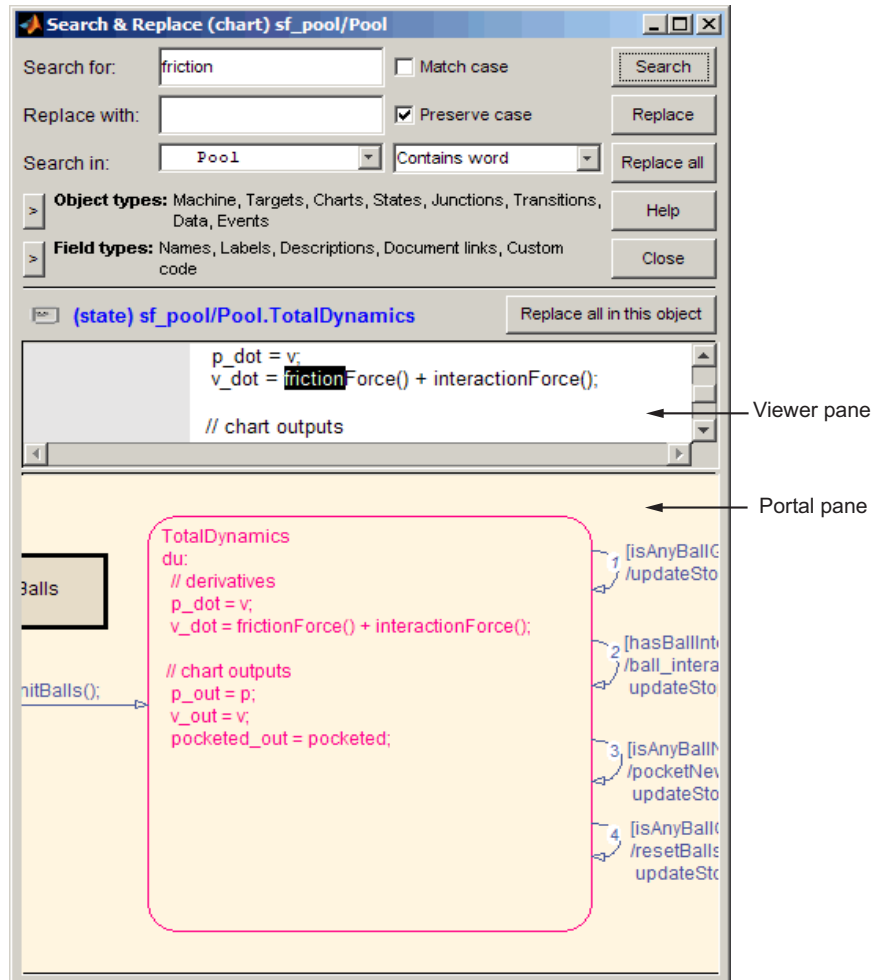 Search & Replace (chart) sf_pool/Pool
Search for: friction Match case Search
Replace with: Preserve case Replace
Search in: Pool Contains word Replace all
> Object types: Machine, Targets, Charts, States, Junctions, Transitions, Data, Events Help
> Field types: Names, Labels, Descriptions, Document links, Custom code Close
(state) sf_pool/Pool.TotalDynamics Replace all in this object
p_dot = v;
v_dot = frictionForce() + interactionForce();
// chart outputs
Viewer pane
Portal pane
TotalDynamics
du:
// derivatives
p_dot = v;
v_dot = frictionForce() + interactionForce();
// chart outputs
p_out = p;
v_out = v;
pocketed_out = pocketed;
Balls
nitBalls();
1 [isAnyBallG
/updateSto
2 [hasBallInt
/ball_intera
updateSto
3 [isAnyBallN
/pocketNew
updateSto
4 [isAnyBall
/resetBalls
updateSto